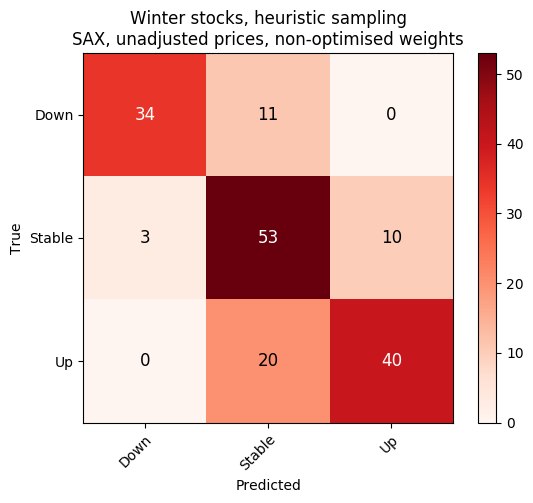 Winter stocks, heuristic sampling
SAX, unadjusted prices, non-optimised weights
True
Down
Stable
Up
34 11 0
3 53 10
0 20 40
Down Stable Up
Predicted
50
40
30
20
10
0